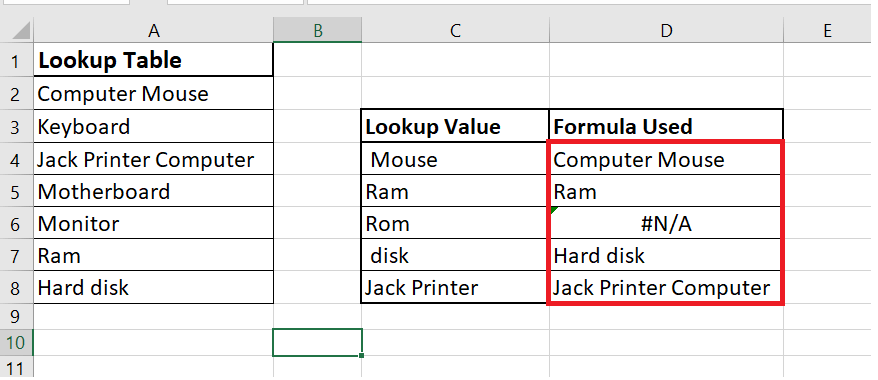 A B C D E
1 Lookup Table
2 Computer Mouse
3 Keyboard Lookup Value Formula Used
4 Jack Printer Computer Mouse Computer Mouse
5 Motherboard Ram Ram
6 Monitor Rom #N/A
7 Ram disk Hard disk
8 Hard disk Jack Printer Jack Printer Computer
9
10
11